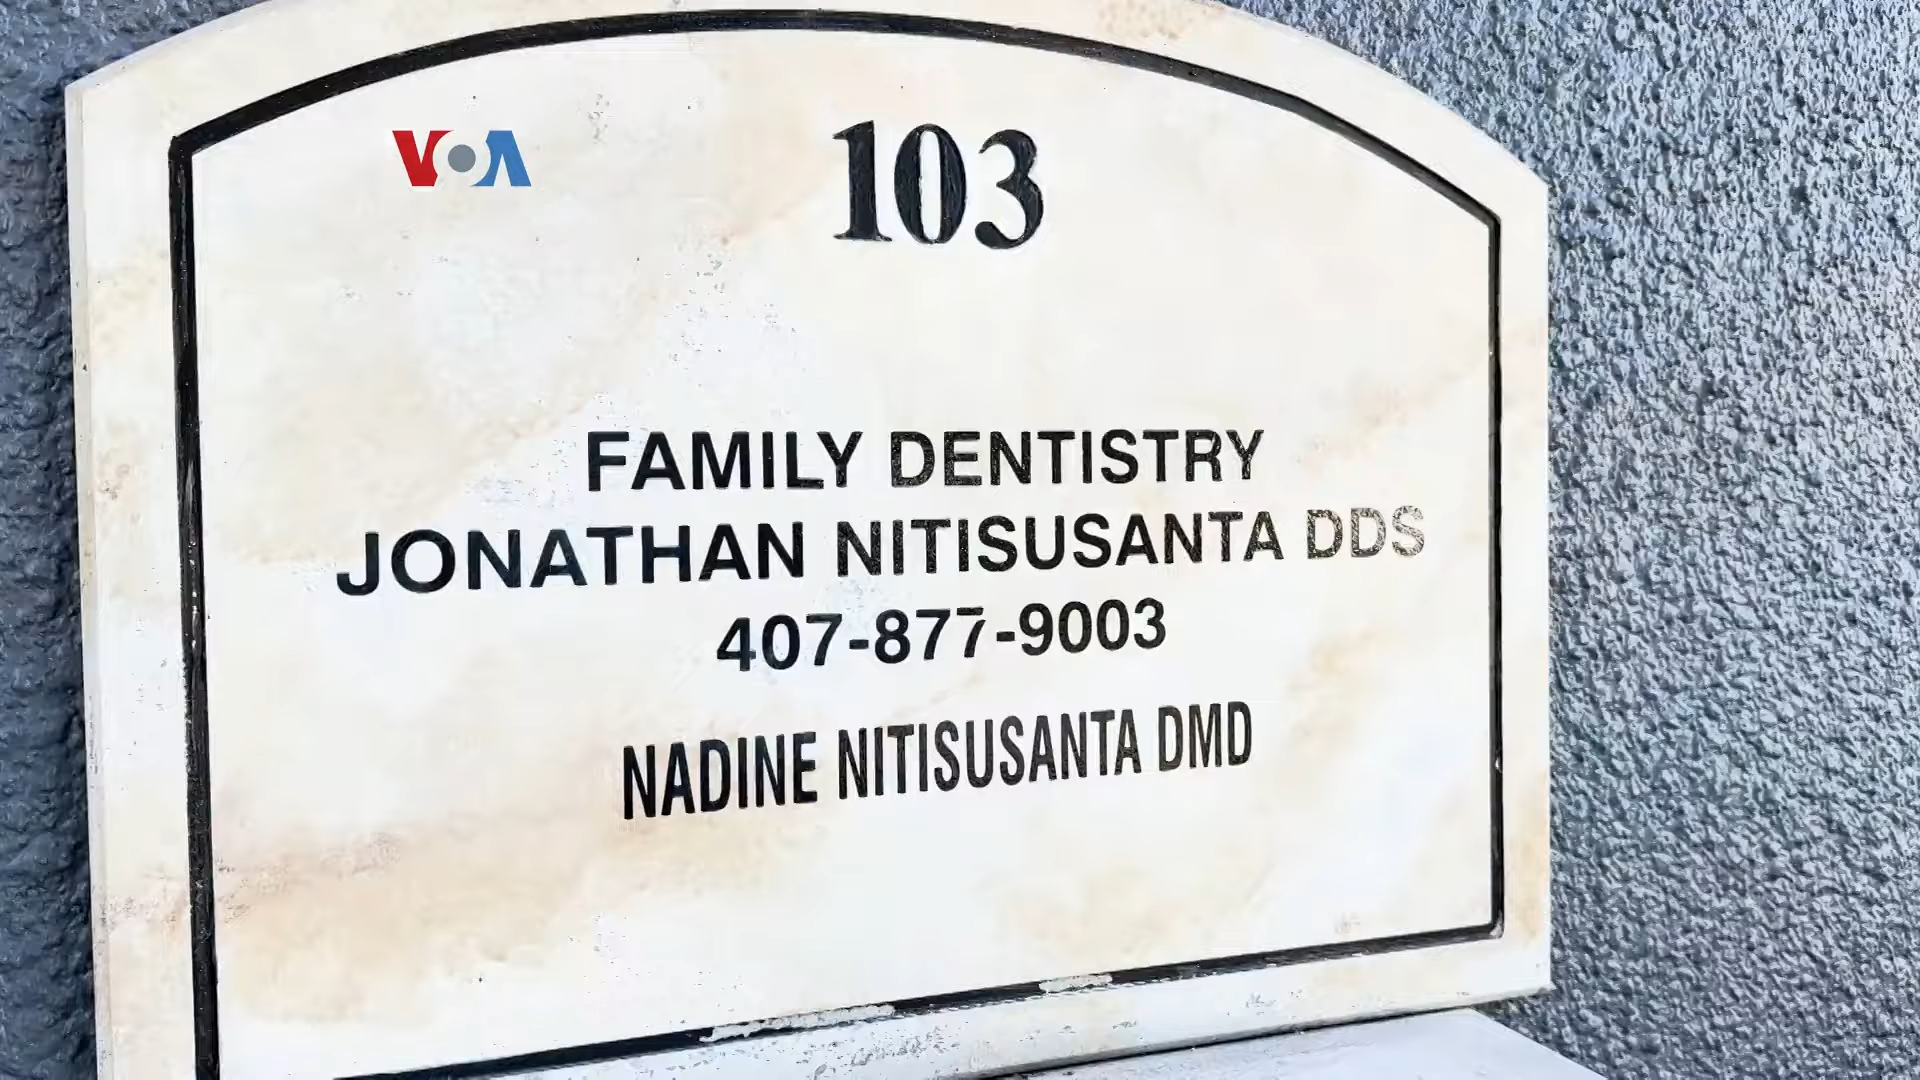 VOA
103
FAMILY DENTISTRY
JONATHAN NITISUSANTA DDS
407-877-9003
NADINE NITISUSANTA DMD